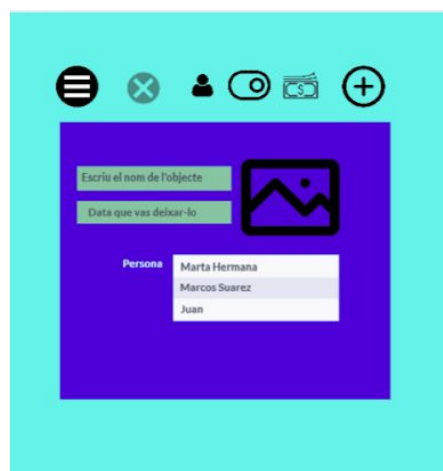 Escriu el nom de l'objecte
Data que vas deixar-lo
Persona
Marta Hermana
Marcos Suarez
Juan